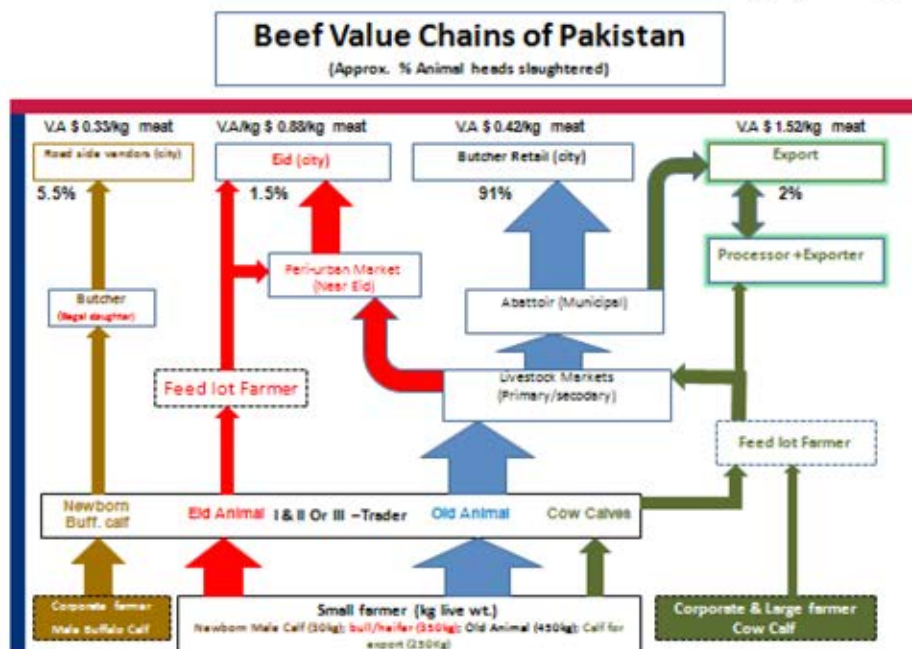 Beef Value Chains of Pakistan
(Approx. % Animal heads slaughtered)
V.A $ 0.33/kg meat
V.A/kg $ 0.88/kg meat
V.A $ 0.42/kg meat
V.A $ 1.52/kg meat
Road side vendors (city)
Eid (city)
Butcher Retail (city)
Export
5.5%
1.5%
91%
2%
Peri-urban Market
(Near Eid)
Processor +Exporter
Butcher
(Illegal slaughter)
Abattoir (Municipal)
Feed lot Farmer
Livestock Markets
(Primary/secodary)
Feed lot Farmer
Newborn
Buff. calf
Eid Animal
I & II Or III –Trader
Old Animal
Cow Calves
Corporate farmer
Male Buffalo Calf
Small farmer (kg live wt.)
Newborn Male Calf (30kg); bull/heifer (350kg); Old Animal (450kg); Calf for
export (250Kg)
Corporate & Large farmer
Cow Calf